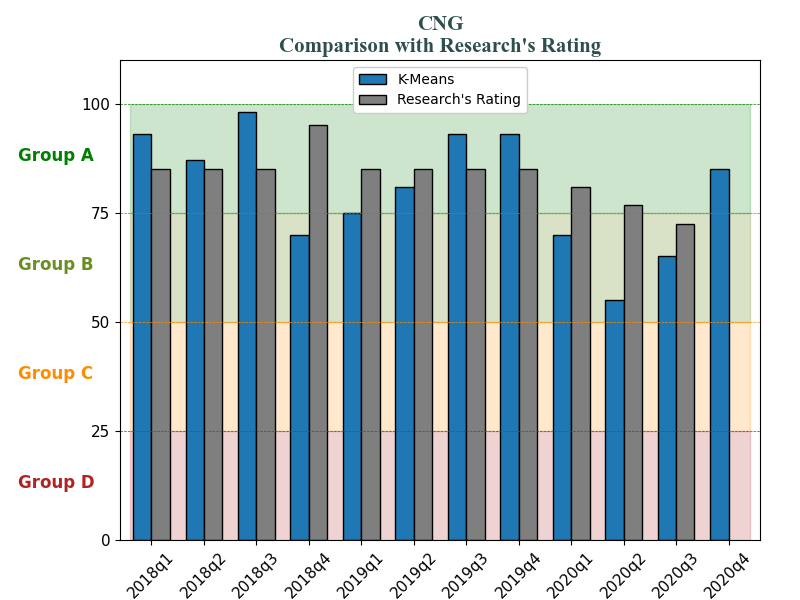 CNG
Comparison with Research's Rating
K-Means
Research's Rating
100
Group A
75
Group B
50
Group C
25
Group D
0
2018q1
2018q2
2018q3
2018q4
2019q1
2019q2
2019q3
2019q4
2020q1
2020q2
2020q3
2020q4